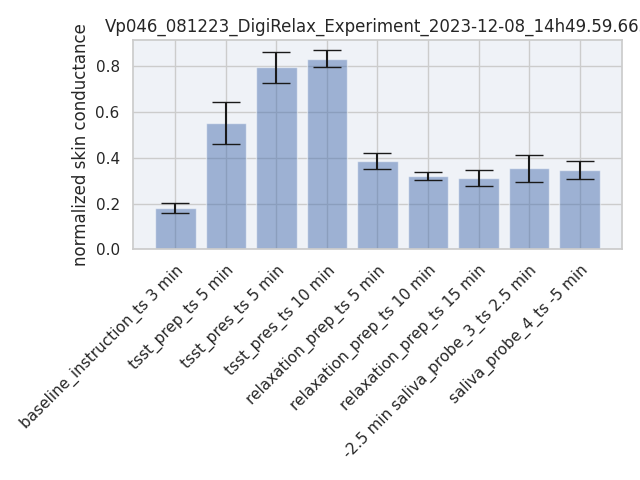 Vp046_081223_DigiRelax_Experiment_2023-12-08_14h49.59.66
normalized skin conductance
0.8
0.6
0.4
0.2
0.0
baseline_instruction_ts 3 min
tsst_prep_ts 5 min
tsst_pres_ts 5 min
tsst_pres_ts 10 min
relaxation_prep_ts 5 min
relaxation_prep_ts 10 min
relaxation_prep_ts 15 min
-2.5 min saliva_probe_3_ts 2.5 min
saliva_probe_4_ts -5 min